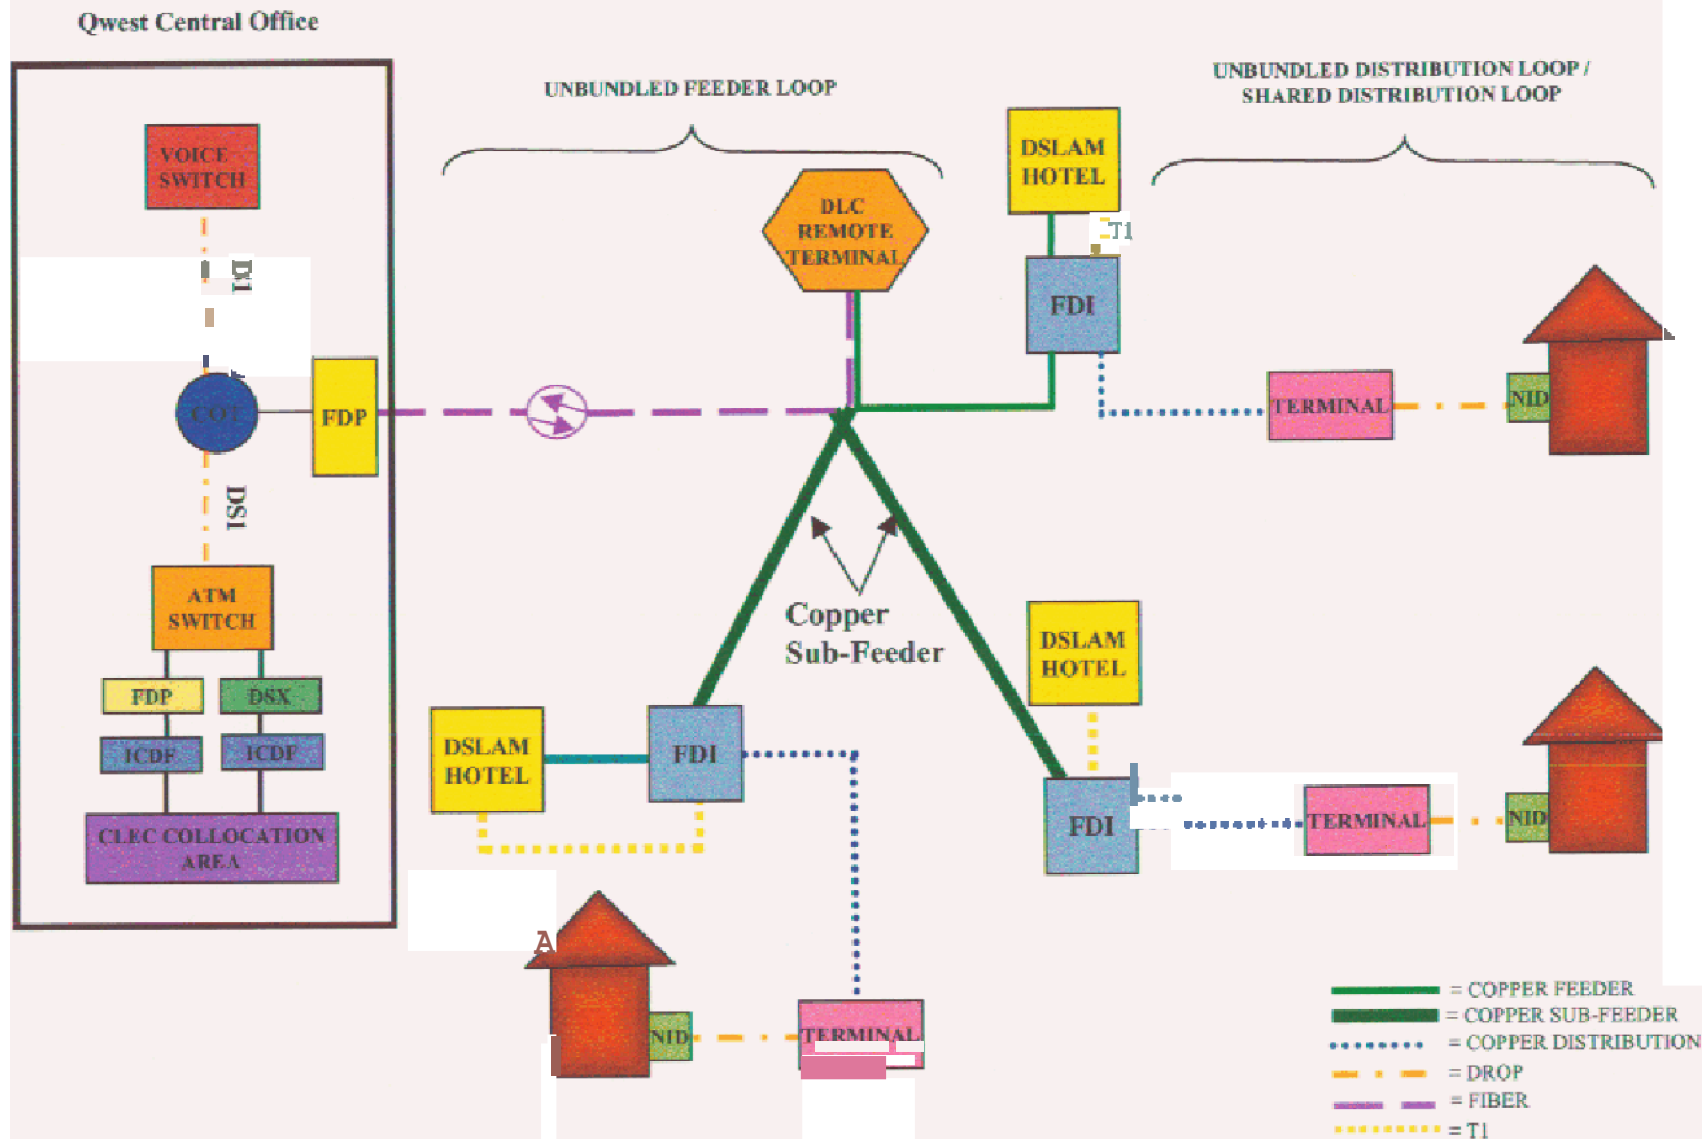 Qwest Central Office
UNBUNDLED FEEDER LOOP
UNBUNDLED DISTRIBUTION LOOP /
SHARED DISTRIBUTION LOOP
VOICE
SWITCH
DSLAM
HOTEL
DLC
REMOTE
TERMINAL
T1
FDI
COT
FDP
TERMINAL
NID
DS1
ATM
SWITCH
Copper
Sub-Feeder
DSLAM
HOTEL
FDP
DSX
ICDF
ICDF
DSLAM
HOTEL
FDI
FDI
TERMINAL
NID
CLEC COLLOCATION
AREA
A
NID
TERMINAL
= COPPER FEEDER
= COPPER SUB-FEEDER
= COPPER DISTRIBUTION
= DROP
= FIBER
= T1